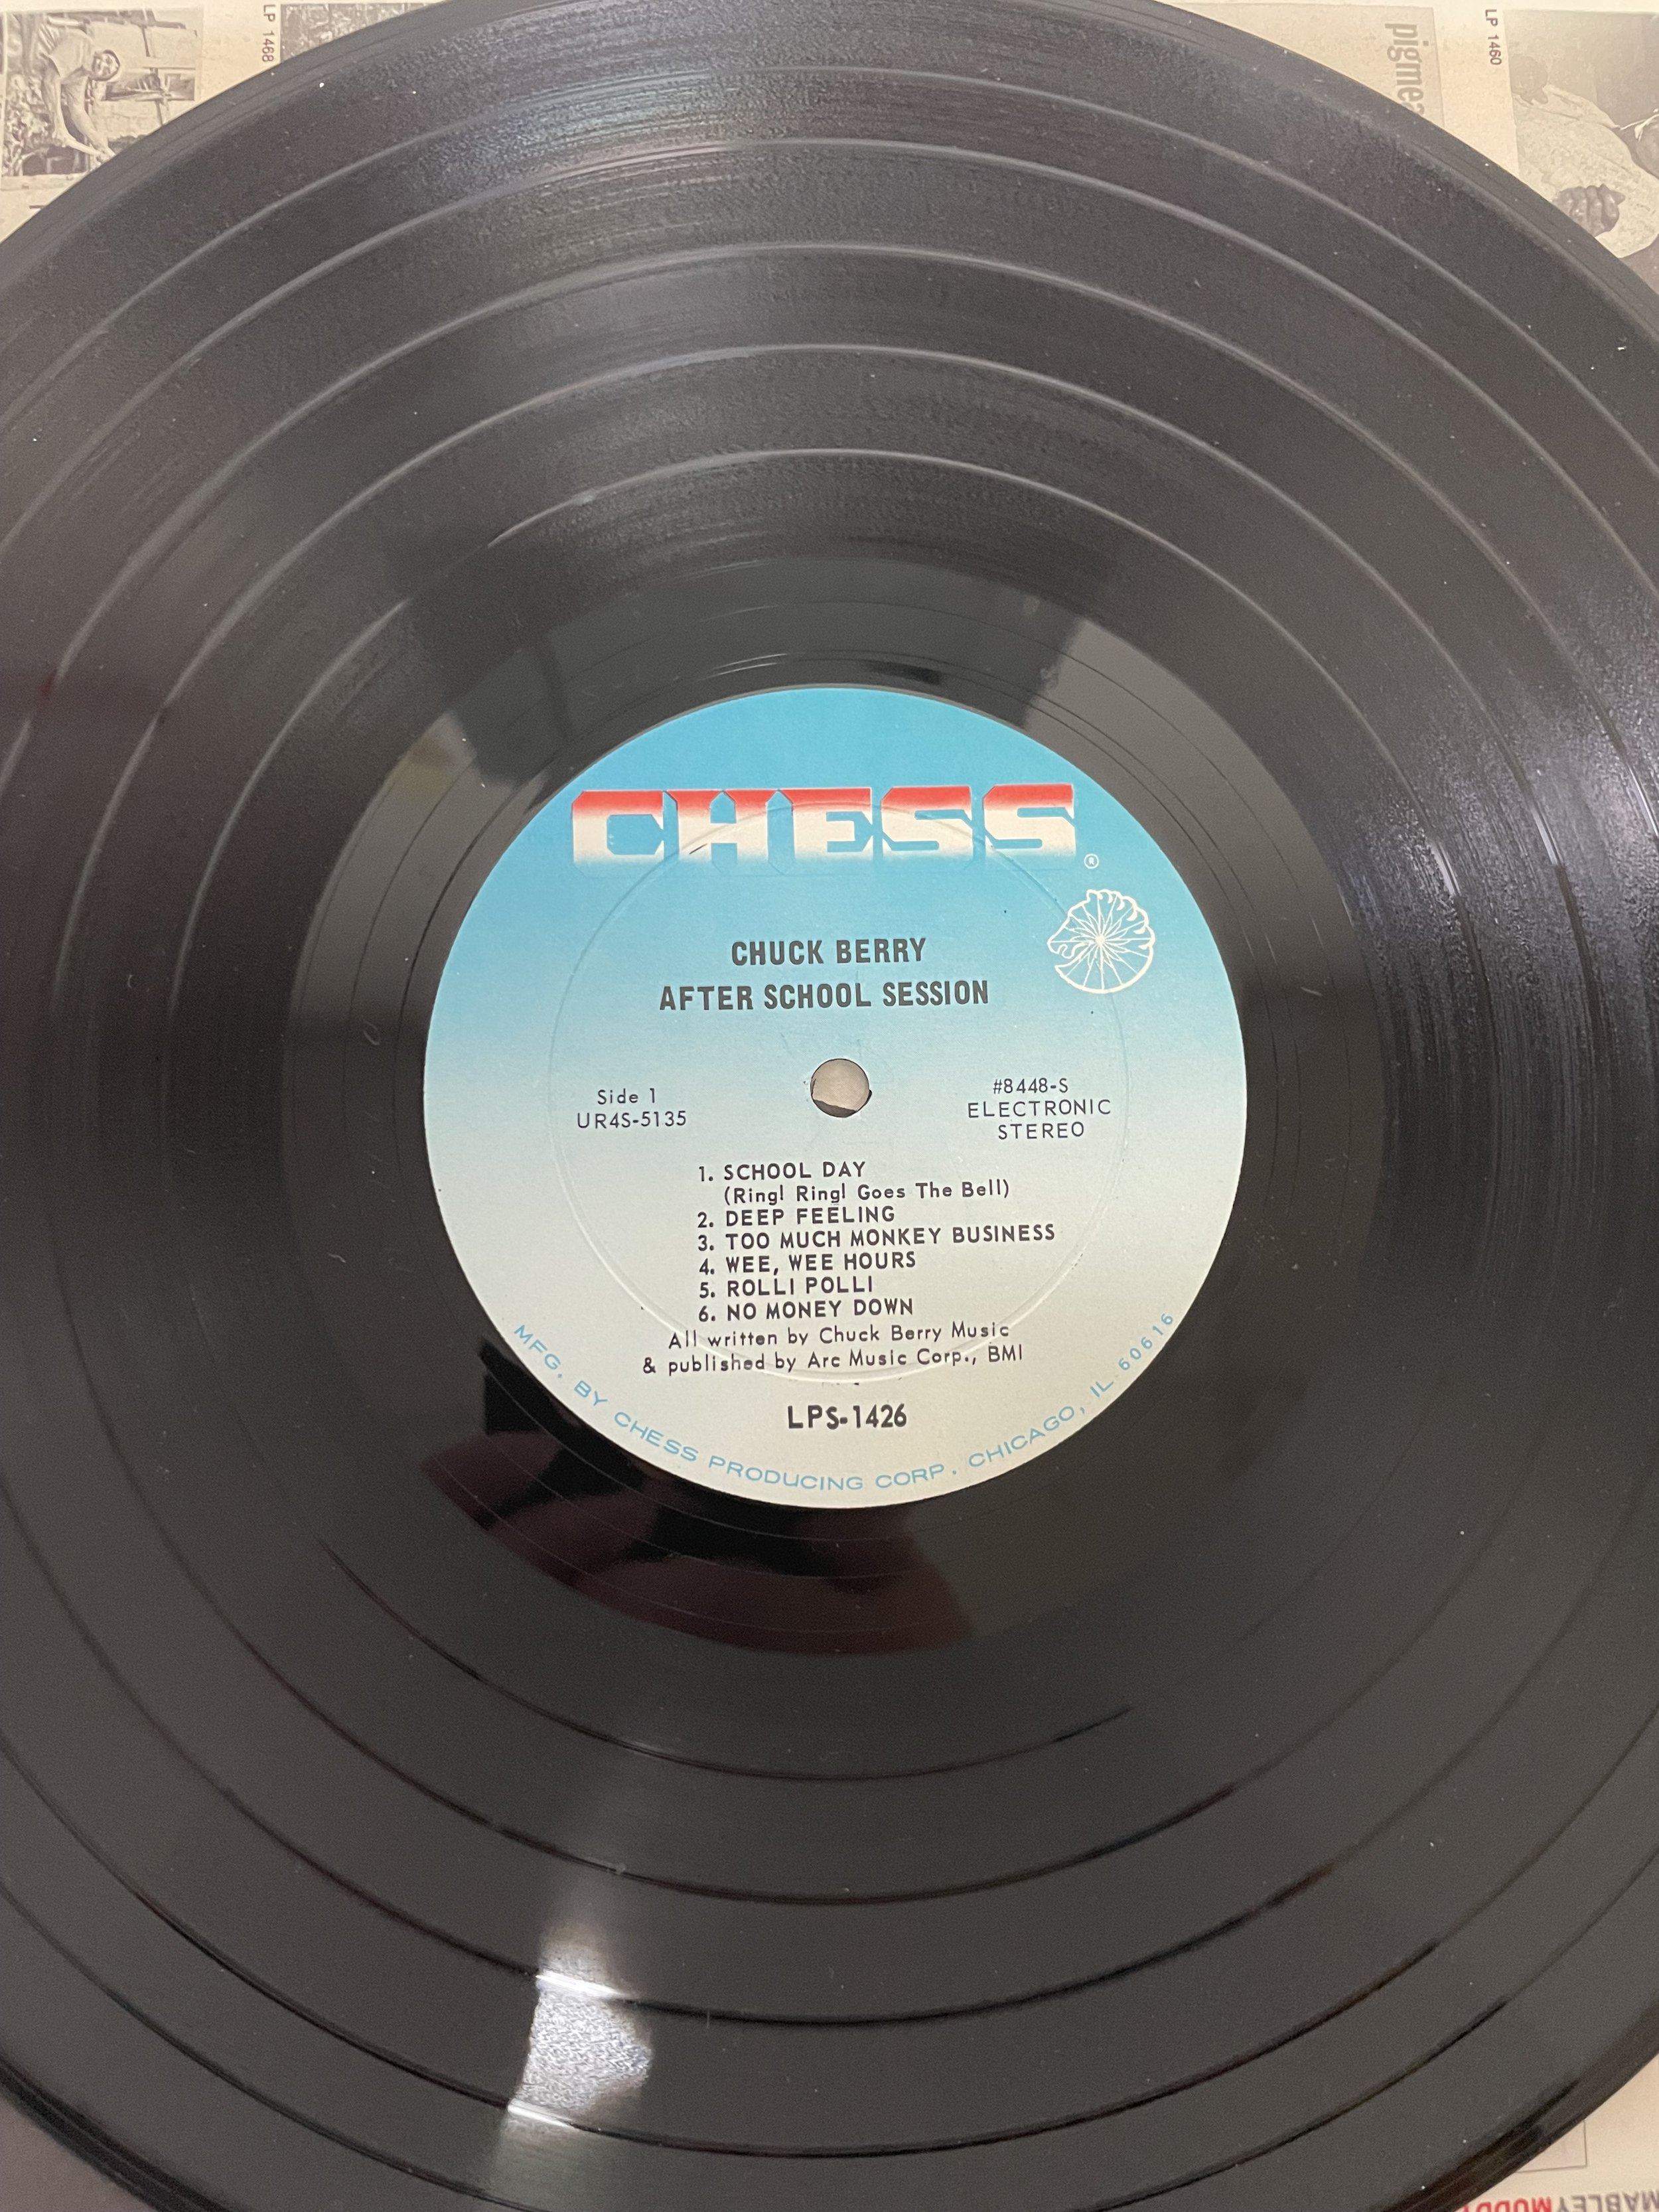 LP 1468
pigme
LP 1460
CHESS
®
CHUCK BERRY
AFTER SCHOOL SESSION
Side 1
UR4S-5135
#8448-S
ELECTRONIC
STEREO
1. SCHOOL DAY
(Ring! Ring! Goes The Bell)
2. DEEP FEELING
3. TOO MUCH MONKEY BUSINESS
4. WEE, WEE HOURS
5. ROLLI POLLI
6. NO MONEY DOWN
All written by Chuck Berry Music
& published by Arc Music Corp., BMI
LPS-1426
MFG. BY CHESS PRODUCING CORP. CHICAGO, IL 60616
MABLEY